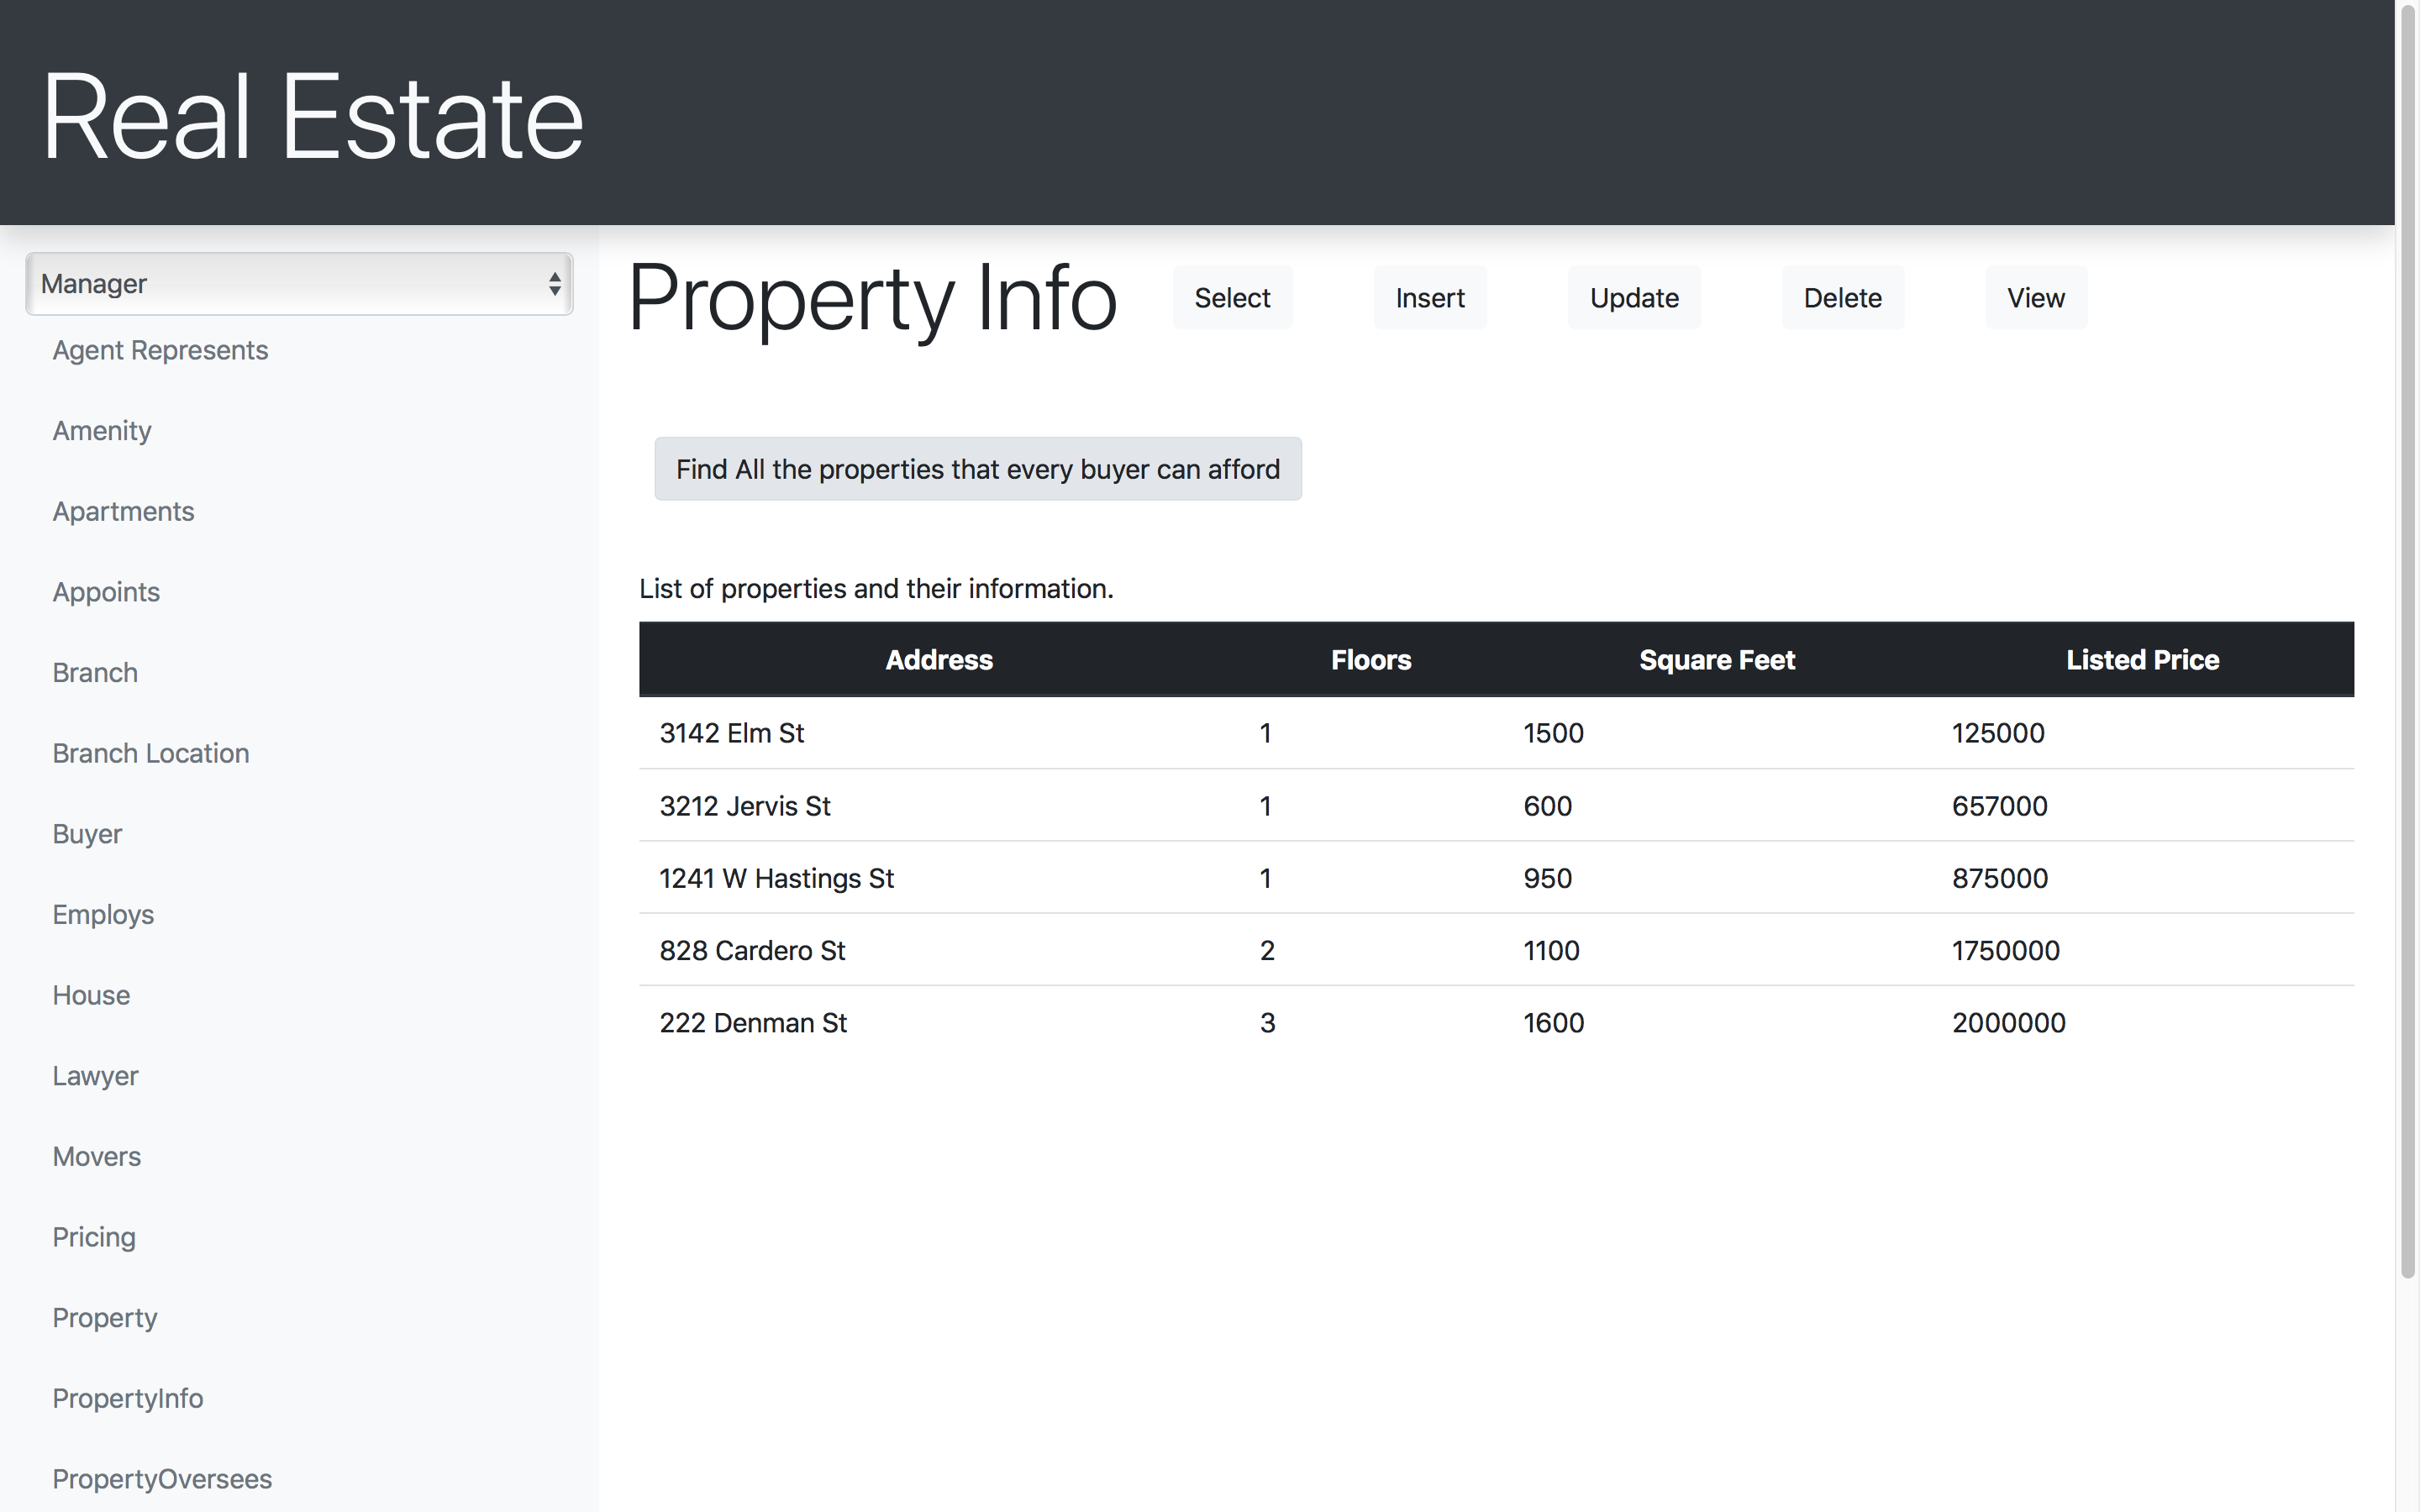 Real Estate
Manager
Agent Represents
Amenity
Apartments
Appoints
Branch
Branch Location
Buyer
Employs
House
Lawyer
Movers
Pricing
Property
PropertyInfo
PropertyOversees
Property Info Select Insert Update Delete View
Find All the properties that every buyer can afford
List of properties and their information.
Address Floors Square Feet Listed Price
3142 Elm St 1 1500 125000
3212 Jervis St 1 600 657000
1241 W Hastings St 1 950 875000
828 Cardero St 2 1100 1750000
222 Denman St 3 1600 2000000